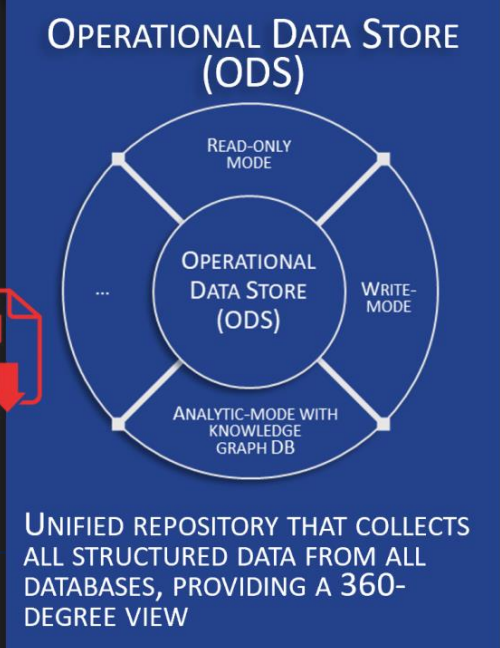 OPERATIONAL DATA STORE
(ODS)
READ-ONLY
MODE
OPERATIONAL
DATA STORE
(ODS)
WRITE-
MODE
...
ANALYTIC-MODE WITH
KNOWLEDGE
GRAPH DB
UNIFIED REPOSITORY THAT COLLECTS
ALL STRUCTURED DATA FROM ALL
DATABASES, PROVIDING A 360-
DEGREE VIEW